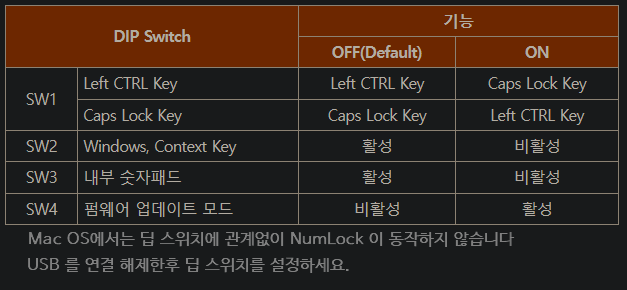 DIP Switch 기능
OFF(Default) ON
SW1 Left CTRL Key Left CTRL Key Caps Lock Key
Caps Lock Key Caps Lock Key Left CTRL Key
SW2 Windows, Context Key 활성 비활성
SW3 내부 숫자패드 활성 비활성
SW4 펌웨어 업데이트 모드 비활성 활성
Mac OS에서는 딥 스위치에 관계없이 NumLock 이 동작하지 않습니다
USB 를 연결 해제한후 딥 스위치를 설정하세요.